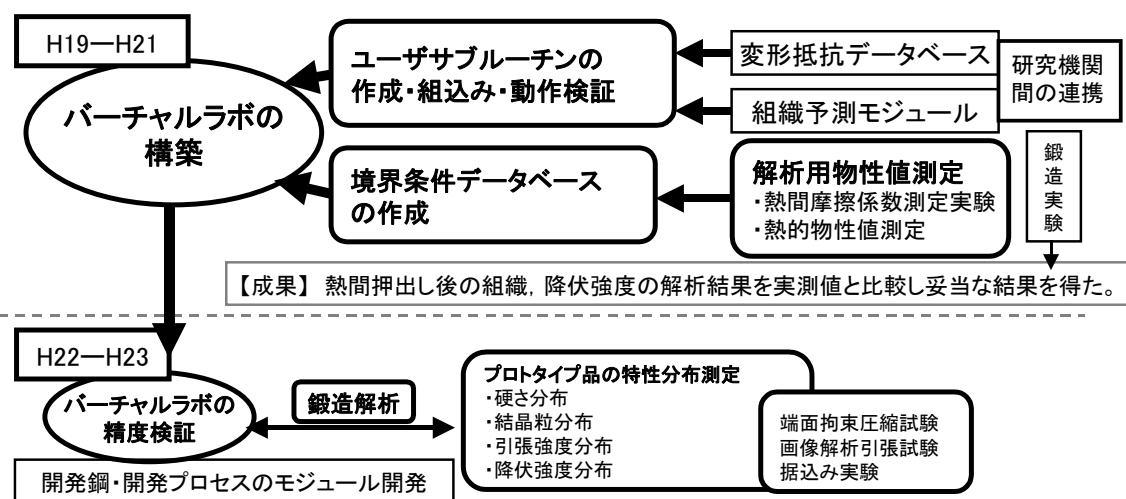 H19―H21
バーチャルラボの
構築
ユーザサブルーチンの
作成・組込み・動作検証
変形抵抗データベース
組織予測モジュール
研究機関
間の連携
境界条件データベース
の作成
解析用物性値測定
・熱間摩擦係数測定実験
・熱的物性値測定
鍛造実験
【成果】 熱間押出し後の組織，降伏強度の解析結果を実測値と比較し妥当な結果を得た。
H22―H23
バーチャルラボの
精度検証
鍛造解析
プロトタイプ品の特性分布測定
・硬さ分布
・結晶粒分布
・引張強度分布
・降伏強度分布
端面拘束圧縮試験
画像解析引張試験
据込み実験
開発鋼・開発プロセスのモジュール開発